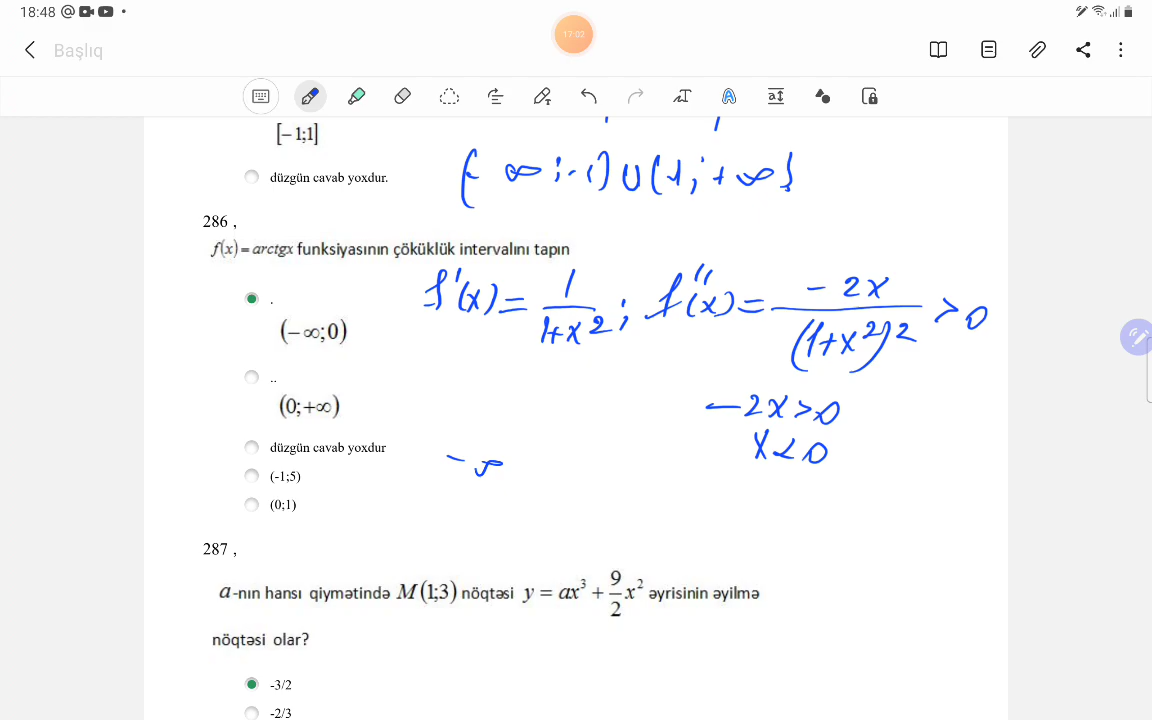 18:48
17:02
Başlıq
[-1;1]
düzgün cavab yoxdur.
(-∞;-1)∪(1;+∞)
286 ,
f(x)=arctgx funksiyasının çöküklük intervalını tapın
f'(x)=1/(1+x²); f''(x)=-2x/(1+x²)²>0
.
(-∞;0)
-2x>0
..
(0;+∞)
x<0
düzgün cavab yoxdur
-∞
(-1;5)
(0;1)
287 ,
a-nın hansı qiymətində M(1;3) nöqtəsi y=ax³+9/2x² əyrisinin əyilmə
nöqtəsi olar?
-3/2
-2/3